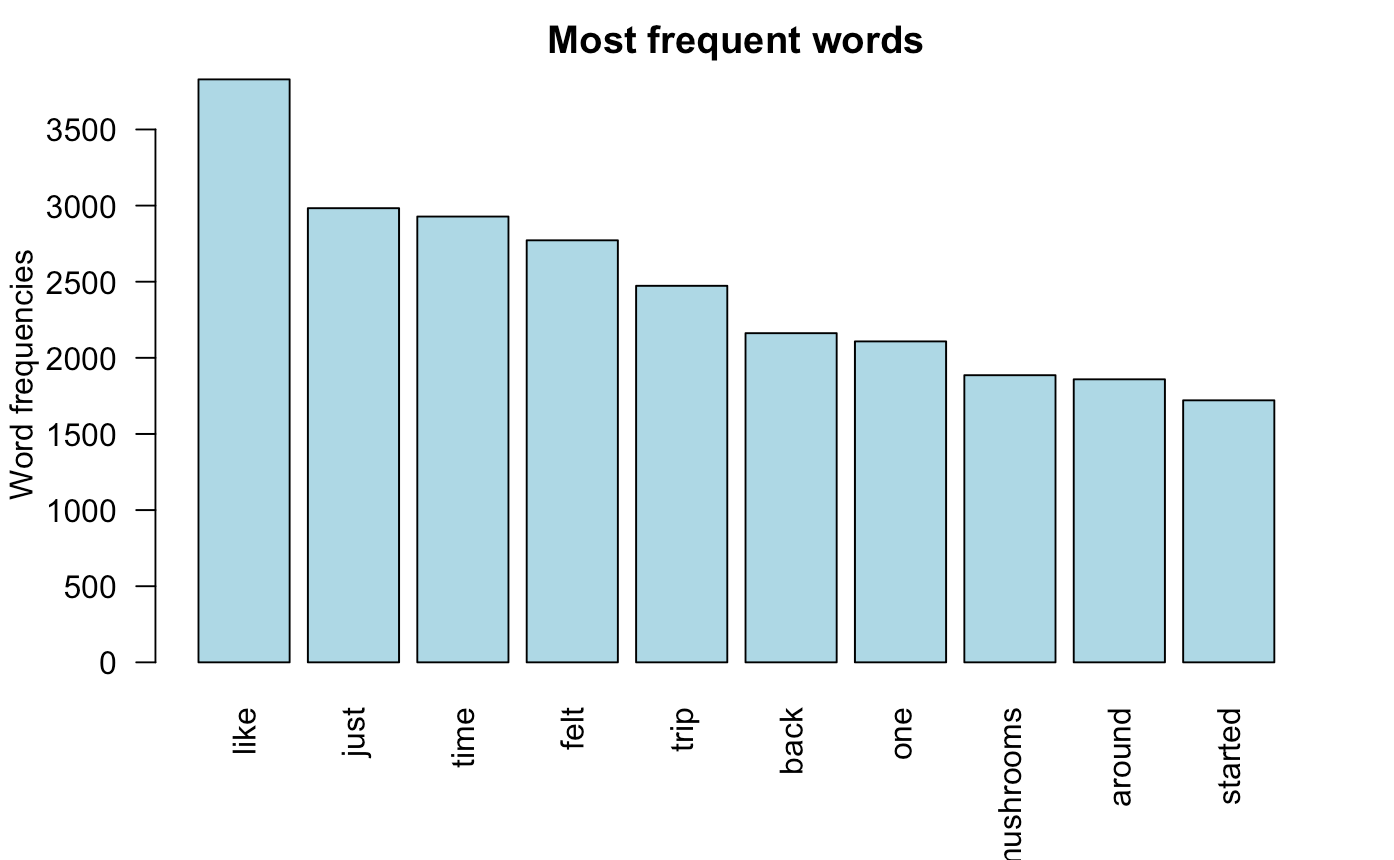 Most frequent words
Word frequencies
3500
3000
2500
2000
1500
1000
500
0
like
just
time
felt
trip
back
one
mushrooms
around
started